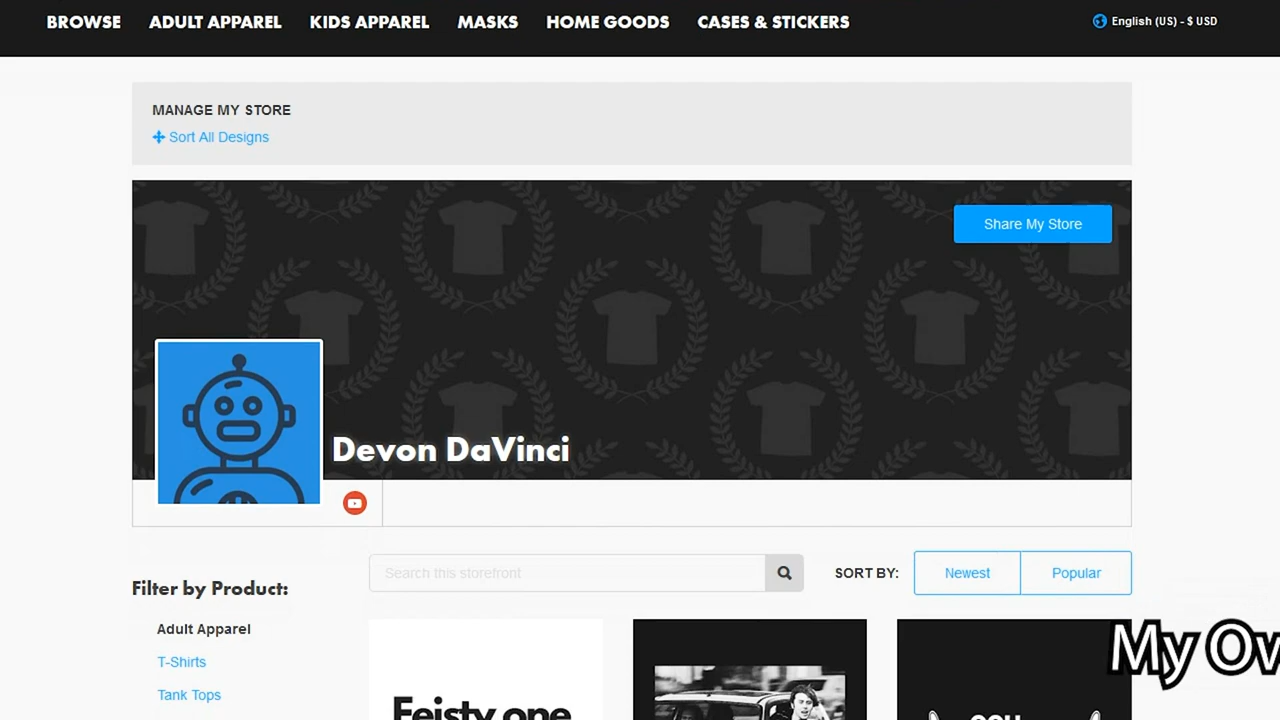 BROWSE ADULT APPAREL KIDS APPAREL MASKS HOME GOODS CASES & STICKERS English (US) - $ USD
MANAGE MY STORE
Sort All Designs
Share My Store
Devon DaVinci
Search this storefront SORT BY: Newest Popular
Filter by Product:
Adult Apparel
T-Shirts
Tank Tops
My Ov
Feisty one